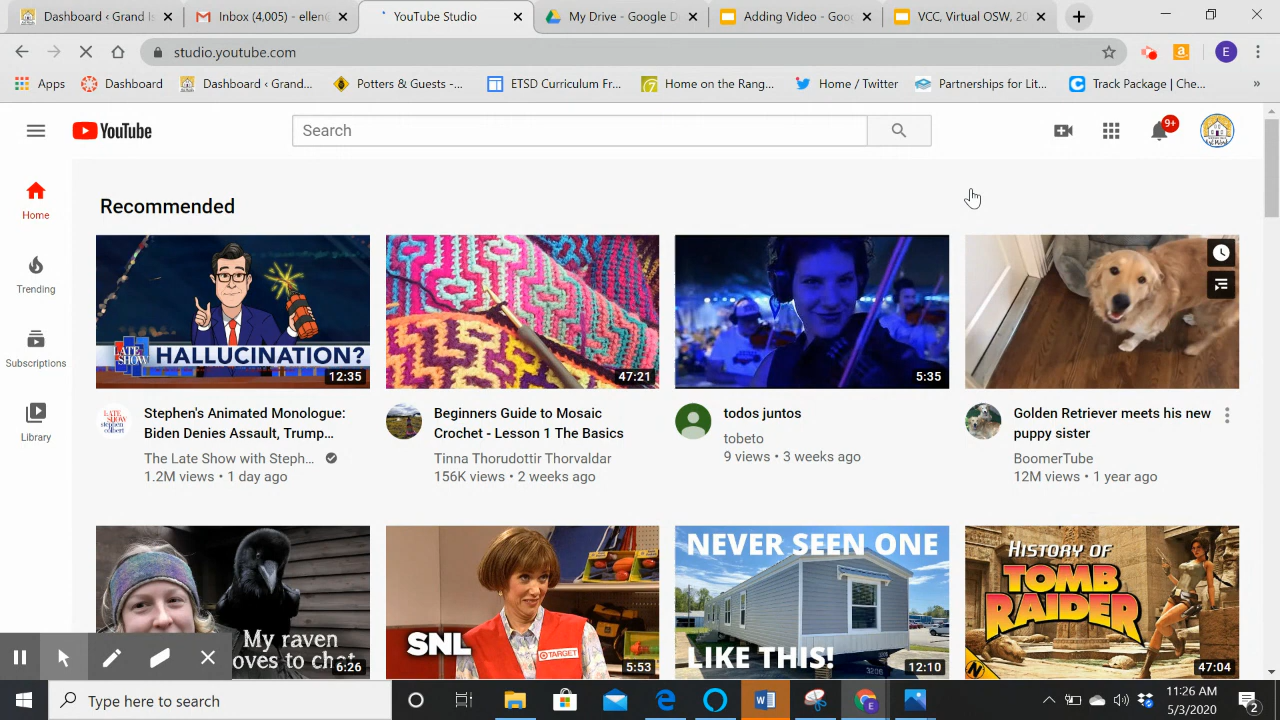 Dashboard ‹ Grand Is
Inbox (4,005) - elleng
YouTube Studio
My Drive - Google D
Adding Video - Goo
VCC, Virtual OSW, 20
studio.youtube.com
E
Apps
Dashboard
Dashboard ‹ Grand...
Potters & Guests -...
ETSD Curriculum Fr...
Home on the Rang...
Home / Twitter
Partnerships for Lit...
Track Package | Che...
»
YouTube
Search
9+
Home
Trending
Subscriptions
Library
Recommended
LATE SHOW
HALLUCINATION?
12:35
47:21
5:35
Stephen's Animated Monologue:
Biden Denies Assault, Trump...
The Late Show with Steph...
1.2M views • 1 day ago
Beginners Guide to Mosaic
Crochet - Lesson 1 The Basics
Tinna Thorudottir Thorvaldar
156K views • 2 weeks ago
todos juntos
tobeto
9 views • 3 weeks ago
Golden Retriever meets his new
puppy sister
BoomerTube
12M views • 1 year ago
My raven
oves to ch
6:26
SNL
TARGET
5:53
NEVER SEEN ONE
LIKE THIS!
12:10
HISTORY OF
TOMB
RAIDER
47:04
Type here to search
11:26 AM
5/3/2020
2